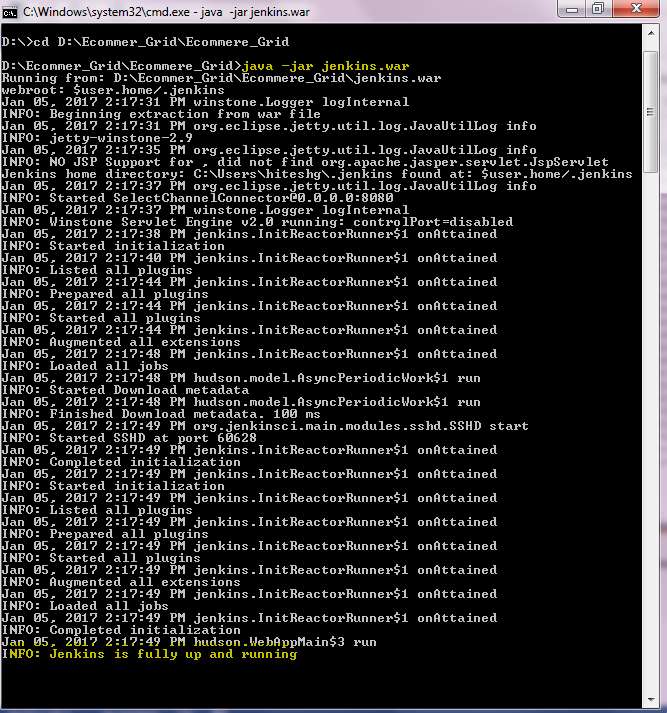 C:\Windows\system32\cmd.exe - java -jar jenkins.war
D:\>cd D:\Ecommer_Grid\Ecommere_Grid
D:\Ecommer_Grid\Ecommere_Grid>java -jar jenkins.war
Running from: D:\Ecommer_Grid\Ecommere_Grid\jenkins.war
webroot: $user.home/.jenkins
Jan 05, 2017 2:17:31 PM winstone.Logger logInternal
INFO: Beginning extraction from war file
Jan 05, 2017 2:17:31 PM org.eclipse.jetty.util.log.JavaUtilLog info
INFO: jetty-winstone-2.9
Jan 05, 2017 2:17:35 PM org.eclipse.jetty.util.log.JavaUtilLog info
INFO: NO JSP Support for , did not find org.apache.jasper.servlet.JspServlet
Jenkins home directory: C:\Users\hiteshg\.jenkins found at: $user.home/.jenkins
Jan 05, 2017 2:17:37 PM org.eclipse.jetty.util.log.JavaUtilLog info
INFO: Started SelectChannelConnector@0.0.0.0:8080
Jan 05, 2017 2:17:37 PM winstone.Logger logInternal
INFO: Winstone Servlet Engine v2.0 running: controlPort=disabled
Jan 05, 2017 2:17:38 PM jenkins.InitReactorRunner$1 onAttained
INFO: Started initialization
Jan 05, 2017 2:17:40 PM jenkins.InitReactorRunner$1 onAttained
INFO: Listed all plugins
Jan 05, 2017 2:17:44 PM jenkins.InitReactorRunner$1 onAttained
INFO: Prepared all plugins
Jan 05, 2017 2:17:44 PM jenkins.InitReactorRunner$1 onAttained
INFO: Started all plugins
Jan 05, 2017 2:17:44 PM jenkins.InitReactorRunner$1 onAttained
INFO: Augmented all extensions
Jan 05, 2017 2:17:48 PM jenkins.InitReactorRunner$1 onAttained
INFO: Loaded all jobs
Jan 05, 2017 2:17:48 PM hudson.model.AsyncPeriodicWork$1 run
INFO: Started Download metadata
Jan 05, 2017 2:17:48 PM hudson.model.AsyncPeriodicWork$1 run
INFO: Finished Download metadata. 100 ms
Jan 05, 2017 2:17:49 PM org.jenkinsci.main.modules.sshd.SSHD start
INFO: Started SSHD at port 60628
Jan 05, 2017 2:17:49 PM jenkins.InitReactorRunner$1 onAttained
INFO: Completed initialization
Jan 05, 2017 2:17:49 PM jenkins.InitReactorRunner$1 onAttained
INFO: Started initialization
Jan 05, 2017 2:17:49 PM jenkins.InitReactorRunner$1 onAttained
INFO: Listed all plugins
Jan 05, 2017 2:17:49 PM jenkins.InitReactorRunner$1 onAttained
INFO: Prepared all plugins
Jan 05, 2017 2:17:49 PM jenkins.InitReactorRunner$1 onAttained
INFO: Started all plugins
Jan 05, 2017 2:17:49 PM jenkins.InitReactorRunner$1 onAttained
INFO: Augmented all extensions
Jan 05, 2017 2:17:49 PM jenkins.InitReactorRunner$1 onAttained
INFO: Loaded all jobs
Jan 05, 2017 2:17:49 PM jenkins.InitReactorRunner$1 onAttained
INFO: Completed initialization
Jan 05, 2017 2:17:49 PM hudson.WebAppMain$3 run
INFO: Jenkins is fully up and running